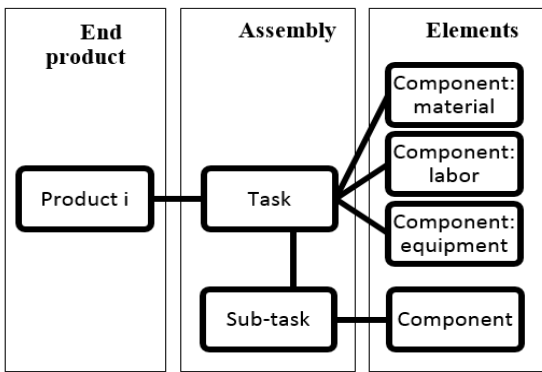 End
product
Assembly
Elements
Component:
material
Component:
labor
Product i
Task
Component:
equipment
Sub-task
Component